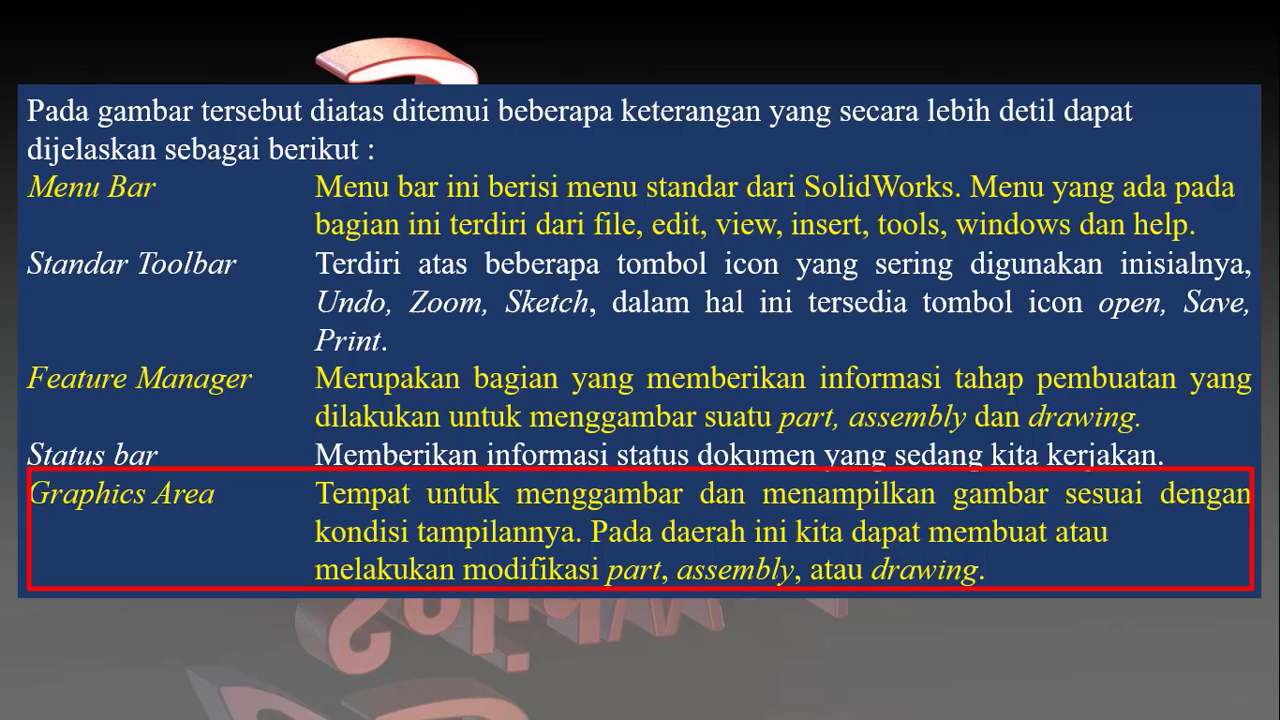 Pada gambar tersebut diatas ditemui beberapa keterangan yang secara lebih detil dapat
dijelaskan sebagai berikut :
Menu Bar Menu bar ini berisi menu standar dari SolidWorks. Menu yang ada pada
bagian ini terdiri dari file, edit, view, insert, tools, windows dan help.
Standar Toolbar Terdiri atas beberapa tombol icon yang sering digunakan inisialnya,
Undo, Zoom, Sketch, dalam hal ini tersedia tombol icon open, Save,
Print.
Feature Manager Merupakan bagian yang memberikan informasi tahap pembuatan yang
dilakukan untuk menggambar suatu part, assembly dan drawing.
Status bar Memberikan informasi status dokumen yang sedang kita kerjakan.
Graphics Area Tempat untuk menggambar dan menampilkan gambar sesuai dengan
kondisi tampilannya. Pada daerah ini kita dapat membuat atau
melakukan modifikasi part, assembly, atau drawing.